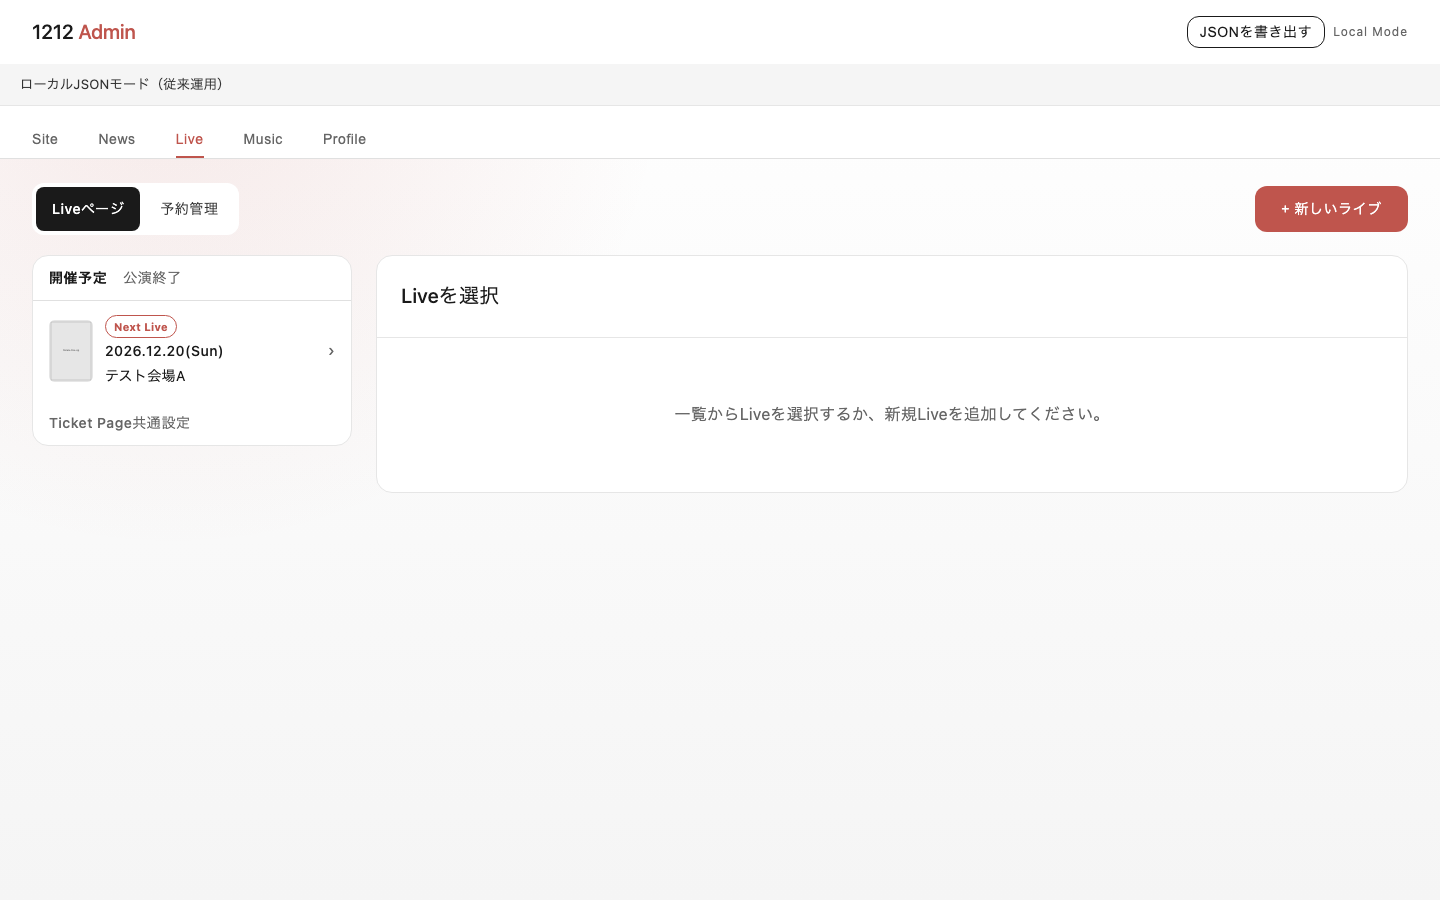 1212 Admin
JSONを書き出す
Local Mode
ローカルJSONモード（従来運用）
Site
News
Live
Music
Profile
Liveページ
予約管理
+ 新しいライブ
開催予定
公演終了
Next Live
2026.12.20(Sun)
テスト会場A
›
Ticket Page共通設定
Liveを選択
一覧からLiveを選択するか、新規Liveを追加してください。